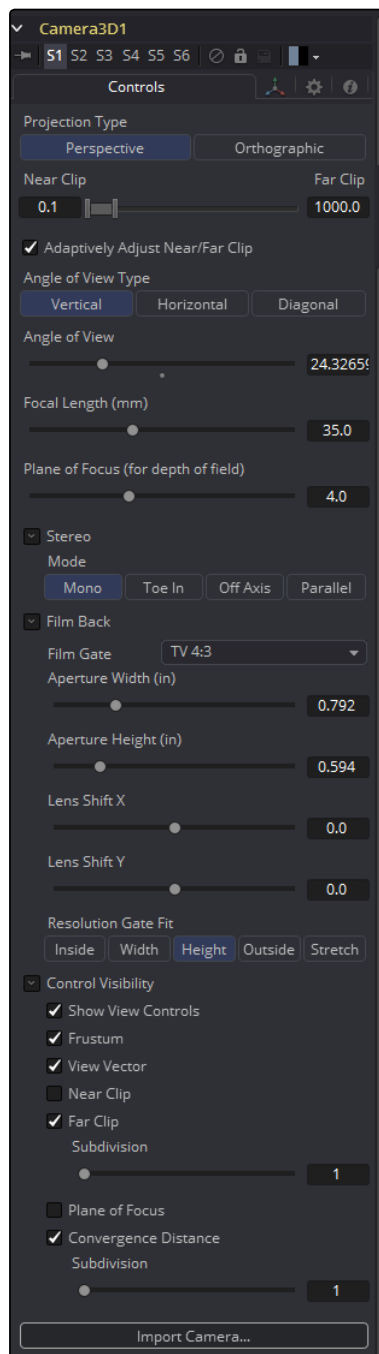 Camera3D1
S1 S2 S3 S4 S5 S6
Controls
Projection Type
Perspective Orthographic
Near Clip Far Clip
0.1 1000.0
Adaptively Adjust Near/Far Clip
Angle of View Type
Vertical Horizontal Diagonal
Angle of View
24.32659
Focal Length (mm)
35.0
Plane of Focus (for depth of field)
4.0
Stereo
Mode
Mono Toe In Off Axis Parallel
Film Back
Film Gate TV 4:3
Aperture Width (in)
0.792
Aperture Height (in)
0.594
Lens Shift X
0.0
Lens Shift Y
0.0
Resolution Gate Fit
Inside Width Height Outside Stretch
Control Visibility
Show View Controls
Frustum
View Vector
Near Clip
Far Clip
Subdivision
1
Plane of Focus
Convergence Distance
Subdivision
1
Import Camera...